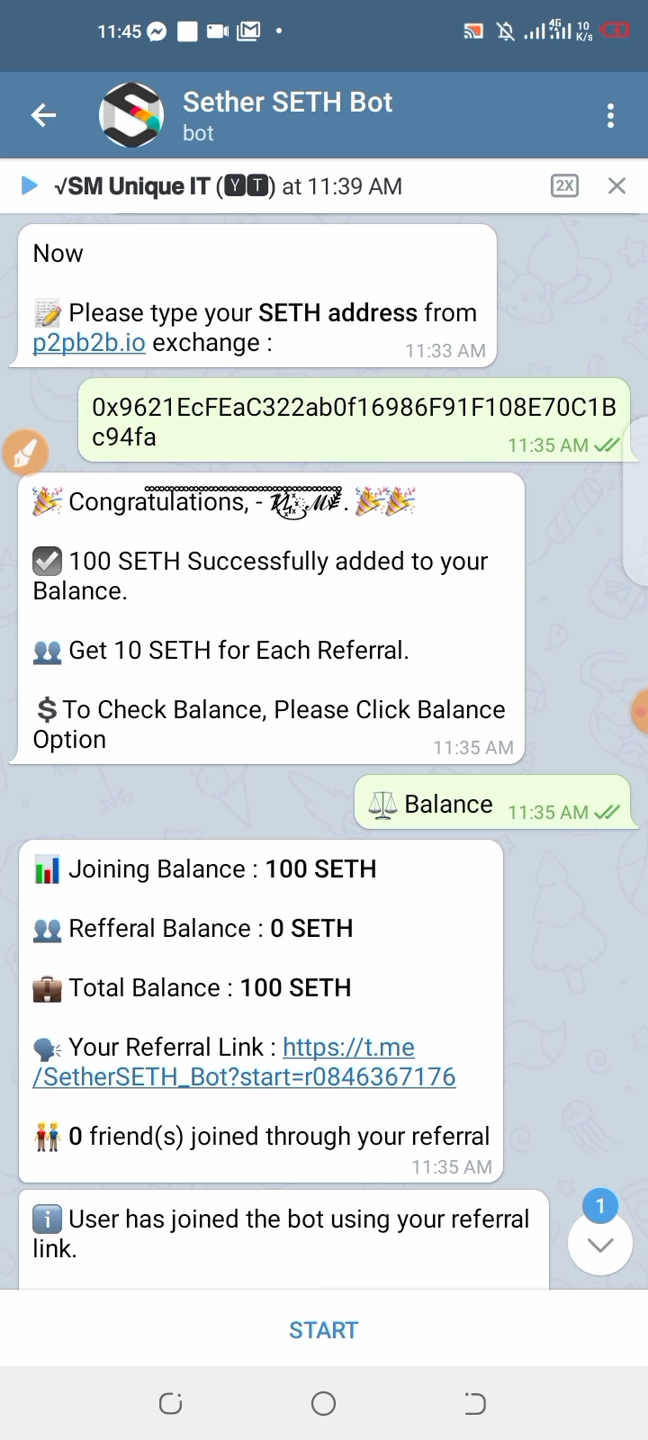 11:45
4G 10 K/s
Sether SETH Bot
bot
√SM Unique IT (🆈🆃) at 11:39 AM
2X
Now
📝 Please type your SETH address from
p2pb2b.io exchange :
11:33 AM
0x9621EcFEaC322ab0f16986F91F108E70C1B
c94fa
11:35 AM
🎉 Congratulations, -
🎉🎉
☑️ 100 SETH Successfully added to your
Balance.
👥 Get 10 SETH for Each Referral.
💲To Check Balance, Please Click Balance
Option
11:35 AM
⚖️ Balance
11:35 AM
📊 Joining Balance : 100 SETH
👥 Refferal Balance : 0 SETH
💼 Total Balance : 100 SETH
🗣 Your Referral Link : https://t.me
/SetherSETH_Bot?start=r0846367176
👬 0 friend(s) joined through your referral
11:35 AM
ℹ️ User has joined the bot using your referral
link.
1
START